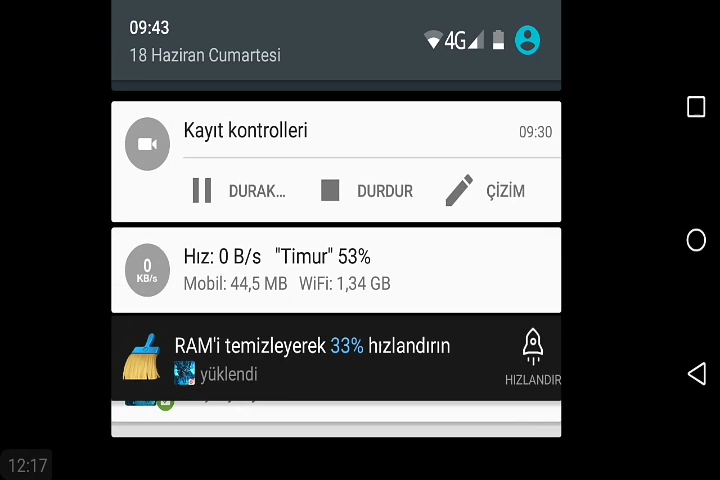 09:43
18 Haziran Cumartesi
4G
Kayıt kontrolleri
09:30
DURAK...
DURDUR
ÇİZİM
0
KB/s
Hız: 0 B/s "Timur" 53%
Mobil: 44,5 MB WiFi: 1,34 GB
RAM'i temizleyerek 33% hızlandırın
yüklendi
HIZLANDIR
12:17